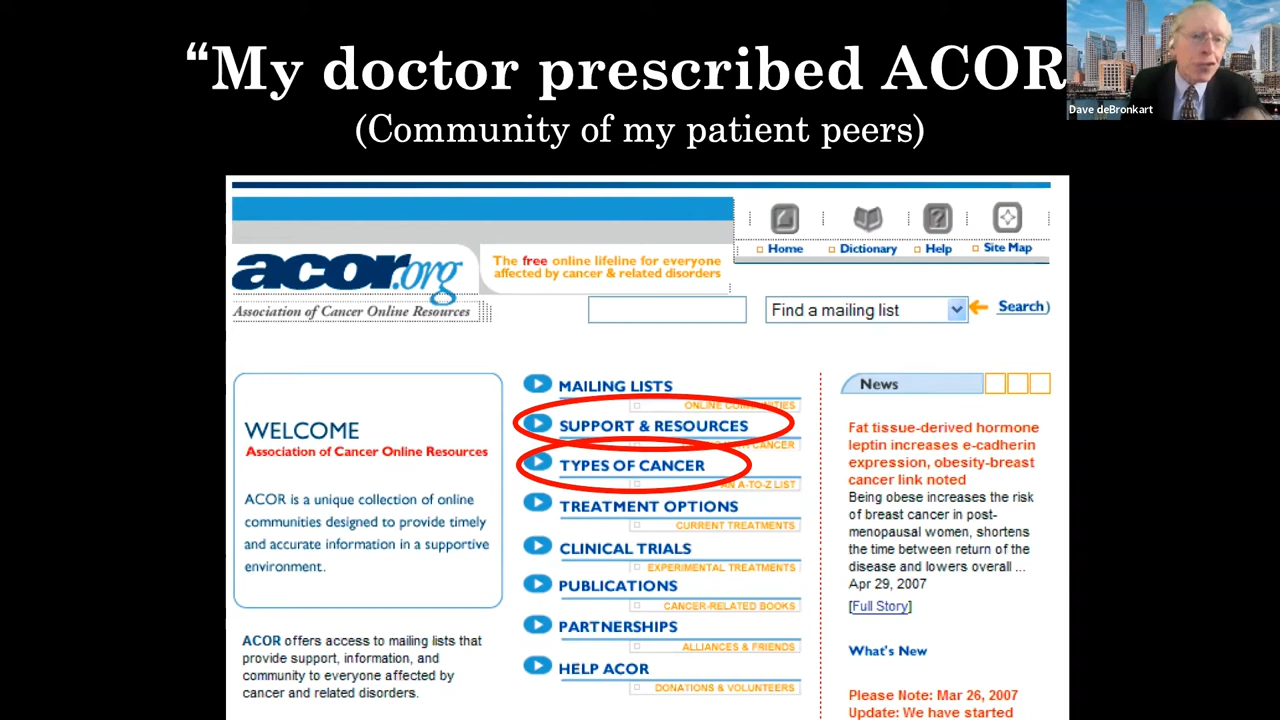 “My doctor prescribed ACOR
(Community of my patient peers)
Dave deBronkart
acor.org
Association of Cancer Online Resources
The free online lifeline for everyone
affected by cancer & related disorders
Home
Dictionary
Help
Site Map
Find a mailing list
Search
WELCOME
Association of Cancer Online Resources
ACOR is a unique collection of online
communities designed to provide timely
and accurate information in a supportive
environment.
ACOR offers access to mailing lists that
provide support, information, and
community to everyone affected by
cancer and related disorders.
MAILING LISTS
ONLINE COMMUNITIES
SUPPORT & RESOURCES
CANCER
TYPES OF CANCER
AN A-TO-Z LIST
TREATMENT OPTIONS
CURRENT TREATMENTS
CLINICAL TRIALS
EXPERIMENTAL TREATMENTS
PUBLICATIONS
CANCER-RELATED BOOKS
PARTNERSHIPS
ALLIANCES & FRIENDS
HELP ACOR
DONATIONS & VOLUNTEERS
News
Fat tissue-derived hormone
leptin increases e-cadherin
expression, obesity-breast
cancer link noted
Being obese increases the risk
of breast cancer in post-
menopausal women, shortens
the time between return of the
disease and lowers overall ...
Apr 29, 2007
[Full Story]
What's New
Please Note: Mar 26, 2007
Update: We have started